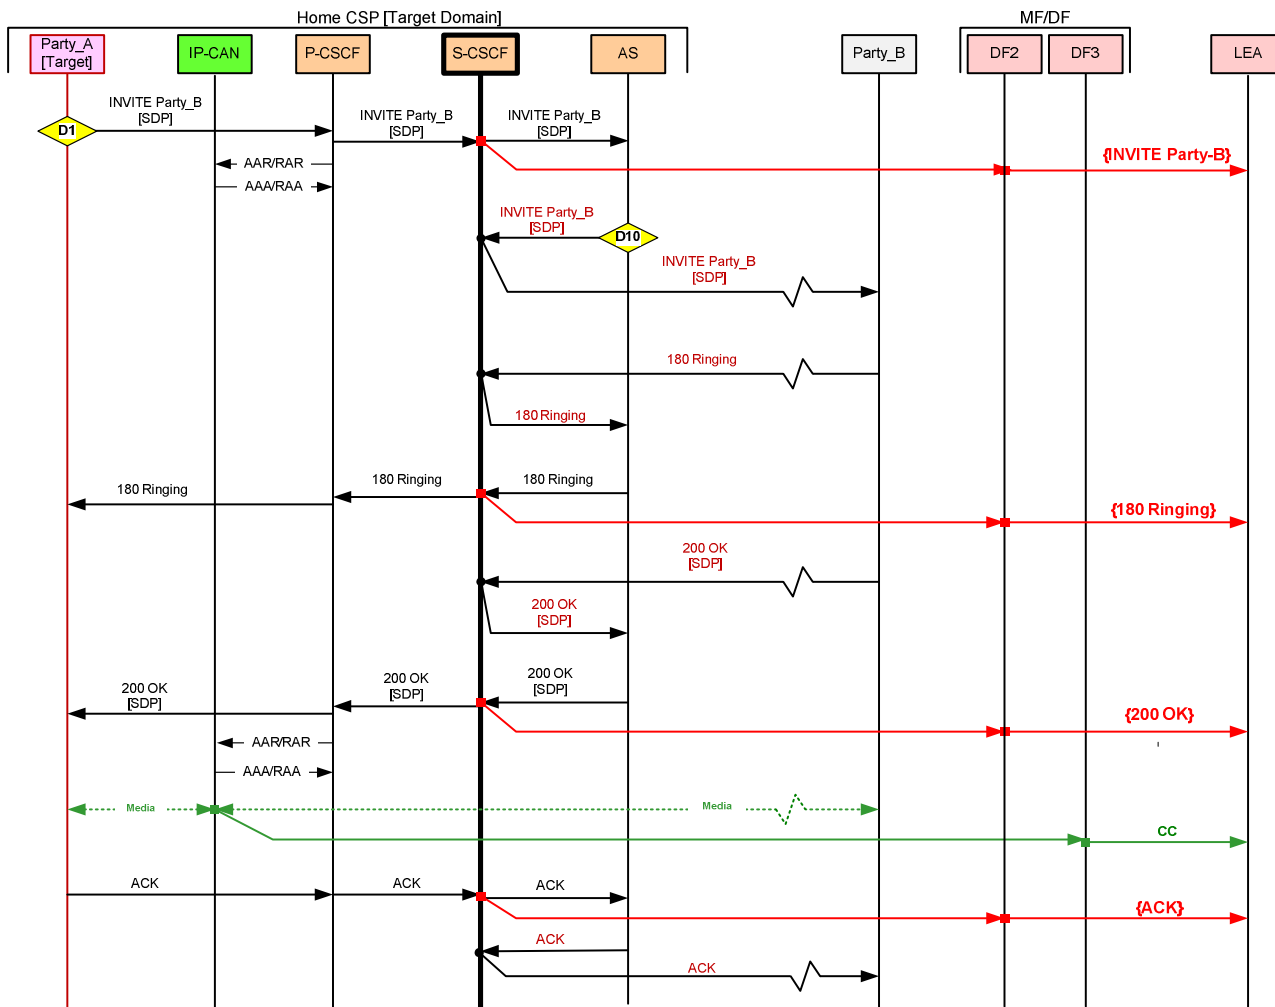 Home CSP [Target Domain]
MF/DF
Party_A
[Target]
IP-CAN
P-CSCF
S-CSCF
AS
Party_B
DF2
DF3
LEA
INVITE Party_B
[SDP]
D1
INVITE Party_B
[SDP]
INVITE Party_B
[SDP]
{INVITE Party-B}
AAR/RAR
AAA/RAA
INVITE Party_B
[SDP]
D10
INVITE Party_B
[SDP]
180 Ringing
180 Ringing
180 Ringing
180 Ringing
180 Ringing
{180 Ringing}
200 OK
[SDP]
200 OK
[SDP]
200 OK
[SDP]
200 OK
[SDP]
200 OK
[SDP]
{200 OK}
AAR/RAR
AAA/RAA
Media
Media
CC
ACK
ACK
ACK
{ACK}
ACK
ACK